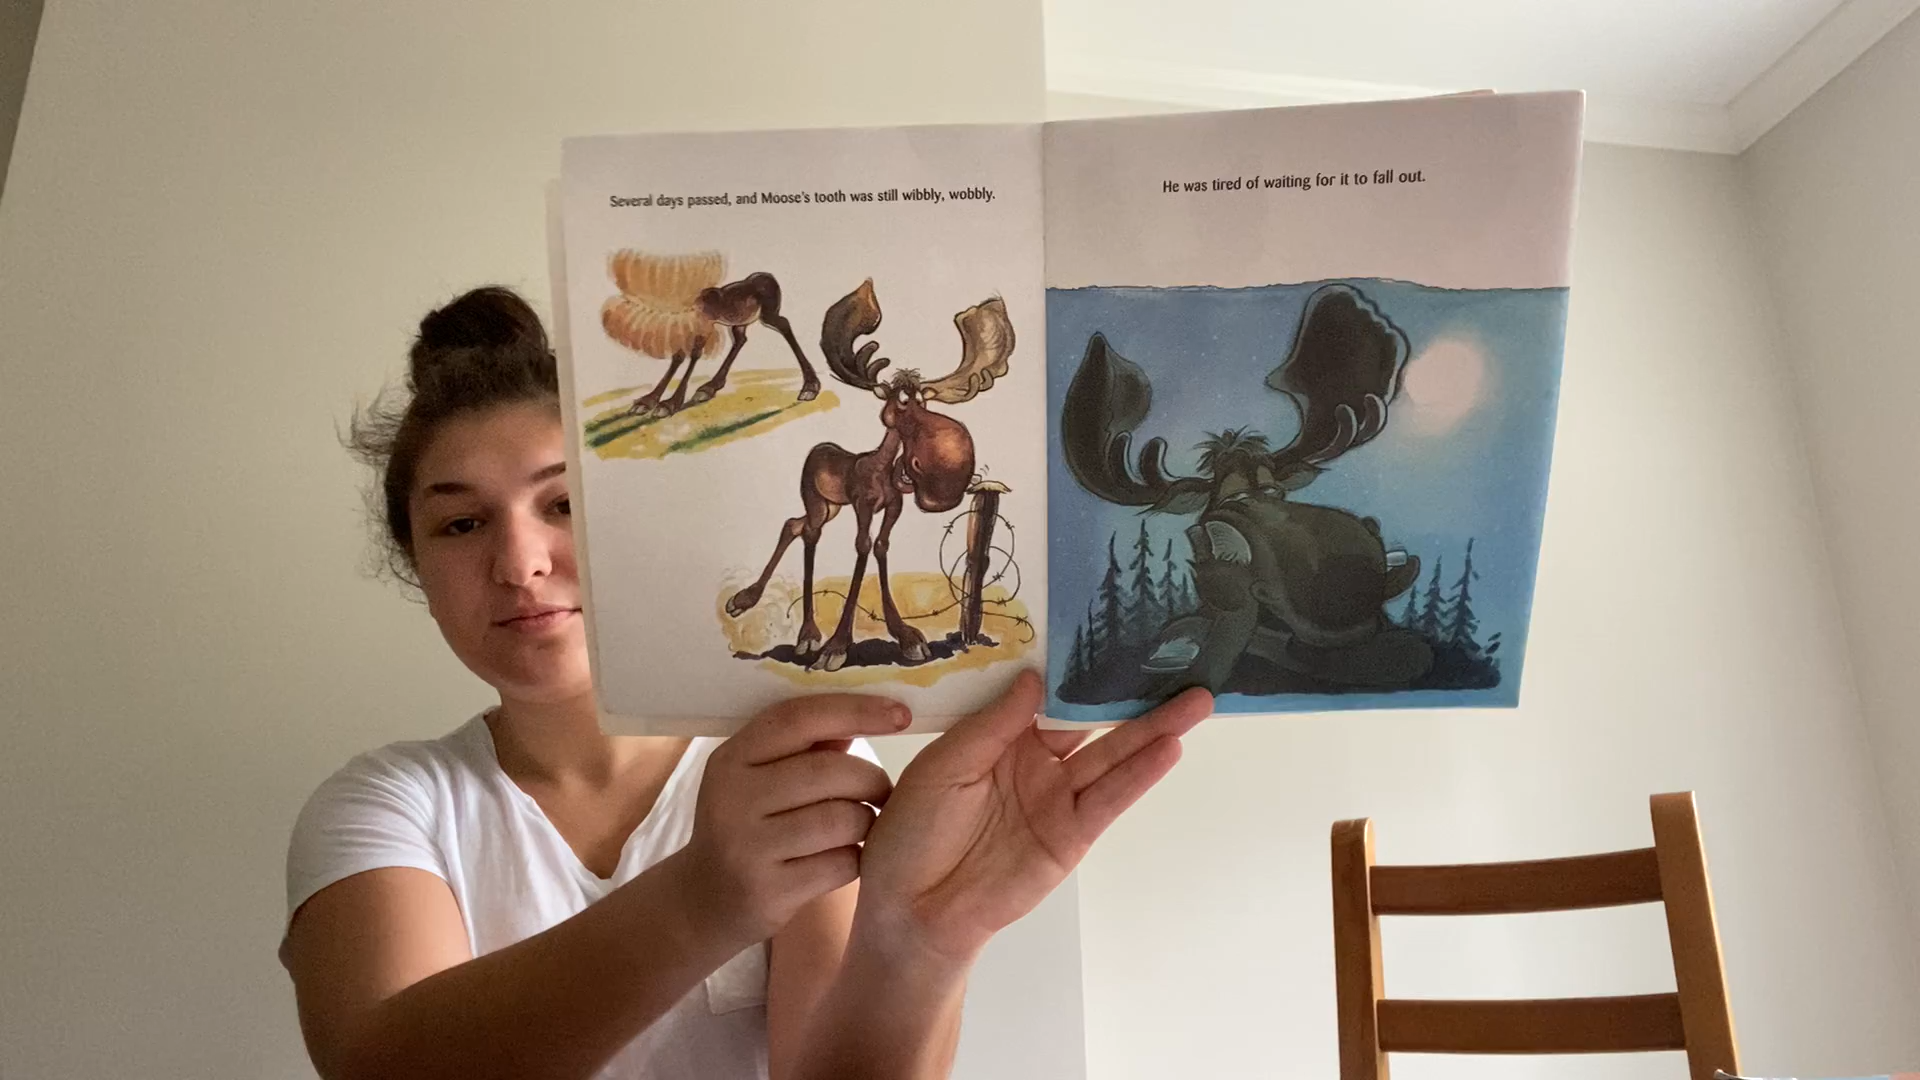 Several days passed, and Moose's tooth was still wibbly, wobbly.
He was tired of waiting for it to fall out.